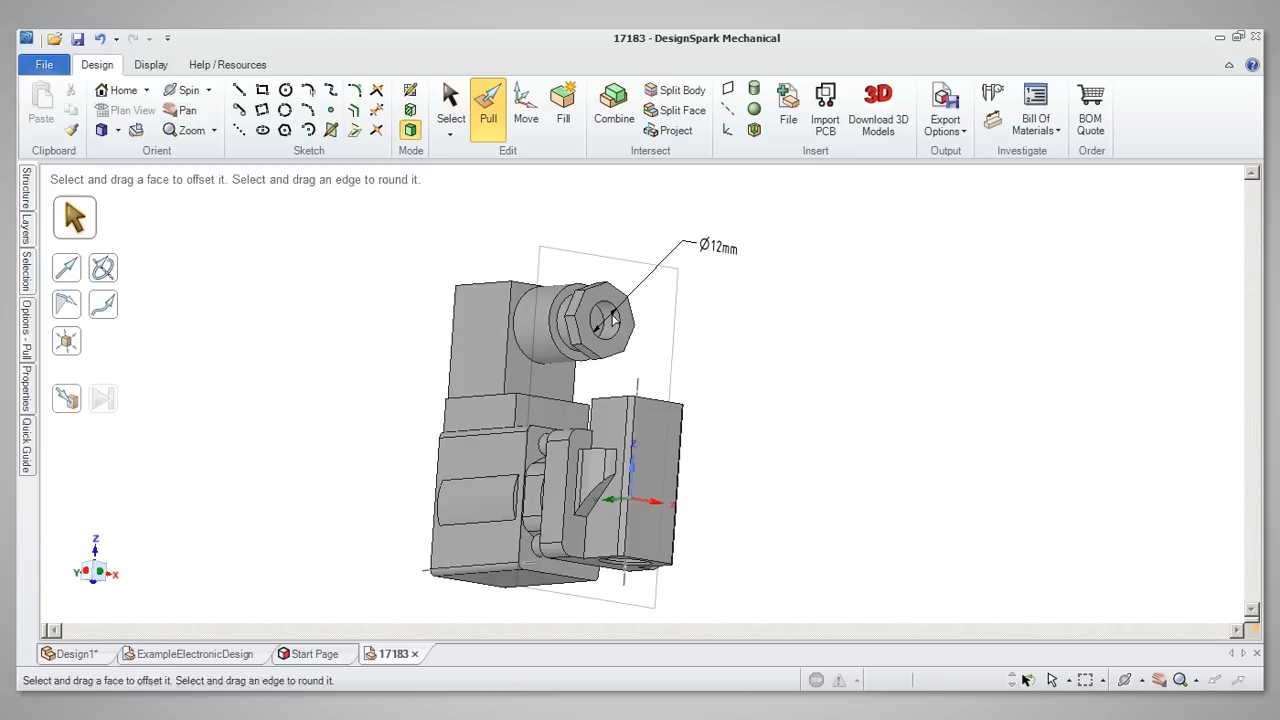 17183 - DesignSpark Mechanical
File Design Display Help / Resources
Paste
Home
Plan View
Spin
Pan
Zoom
Select
Pull
Move
Fill
Combine
Split Body
Split Face
Project
File
Import PCB
3D
Download 3D Models
Export Options
Bill Of Materials
BOM Quote
Clipboard Orient Sketch Mode Edit Intersect Insert Output Investigate Order
Select and drag a face to offset it. Select and drag an edge to round it.
Structure
Layers
Selection
Options - Pull
Properties
Quick Guide
Ø12mm
Z
X
Z
Y
X
Design1* ExampleElectronicDesign Start Page 17183
Select and drag a face to offset it. Select and drag an edge to round it.